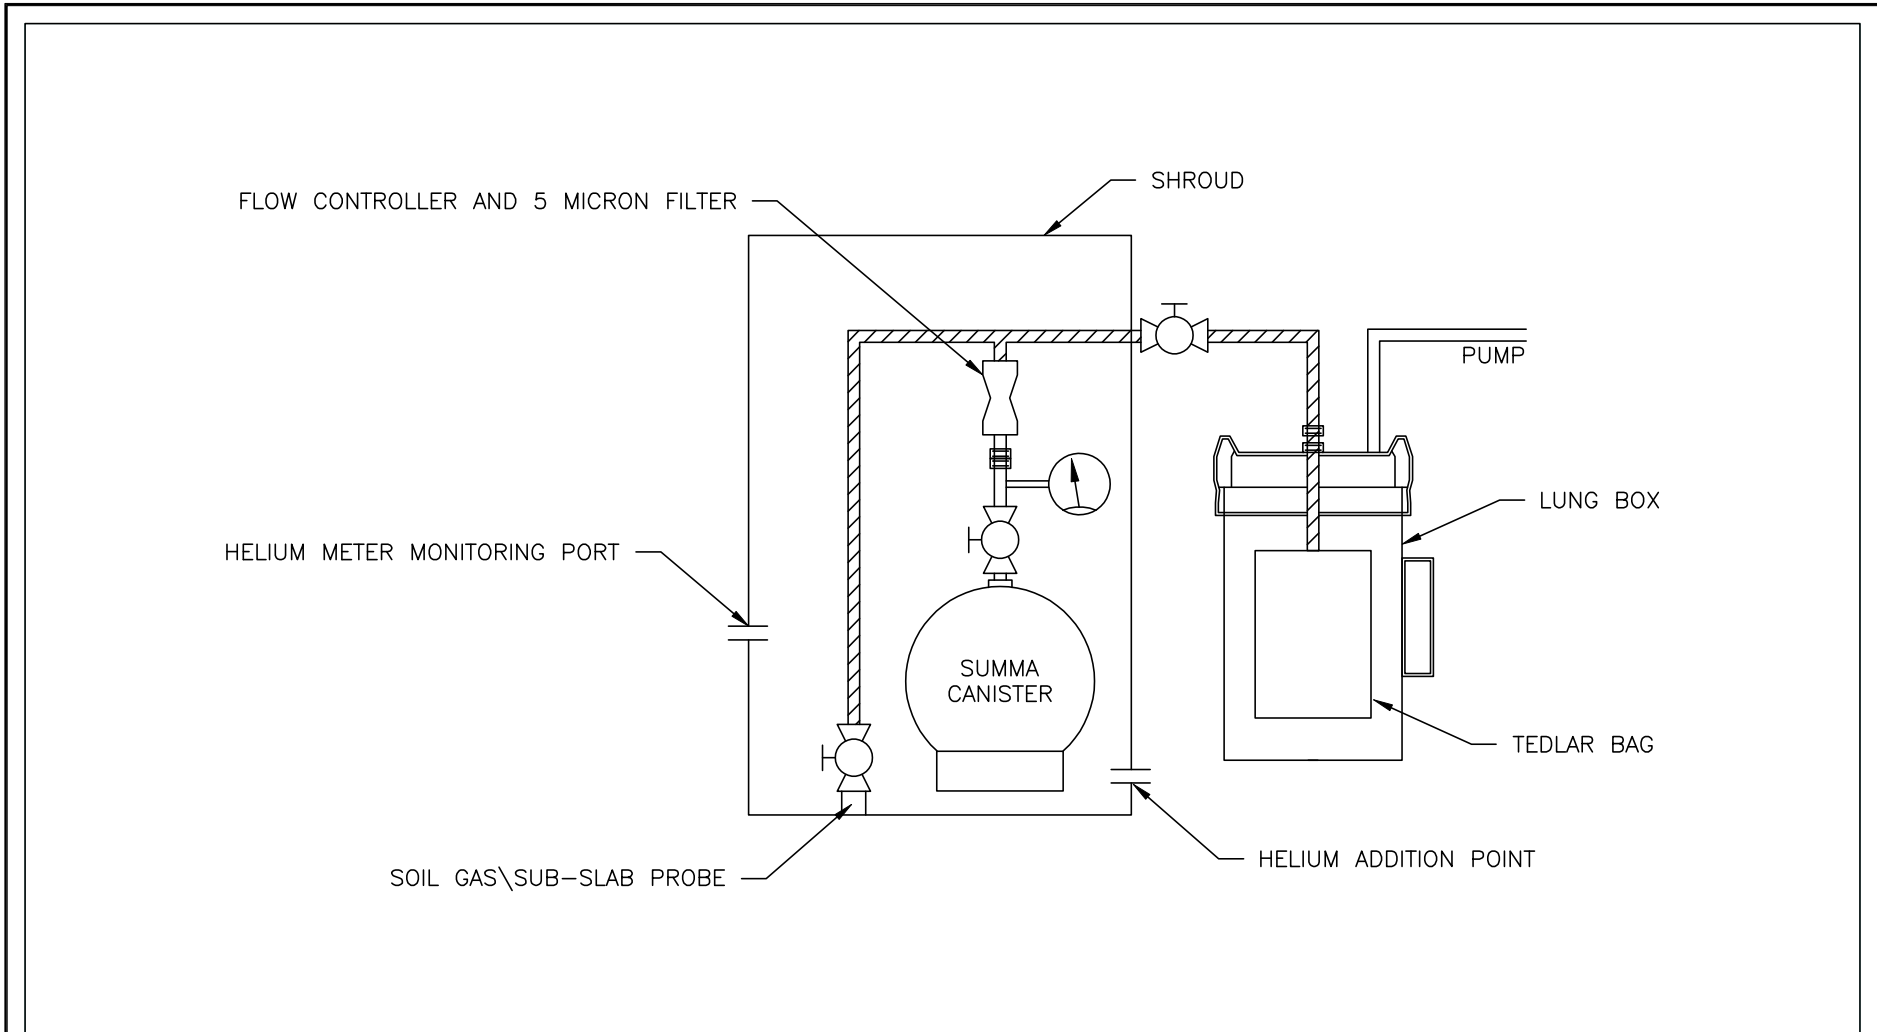 SHROUD
FLOW CONTROLLER AND 5 MICRON FILTER
PUMP
LUNG BOX
HELIUM METER MONITORING PORT
SUMMA
CANISTER
TEDLAR BAG
HELIUM ADDITION POINT
SOIL GAS\SUB-SLAB PROBE